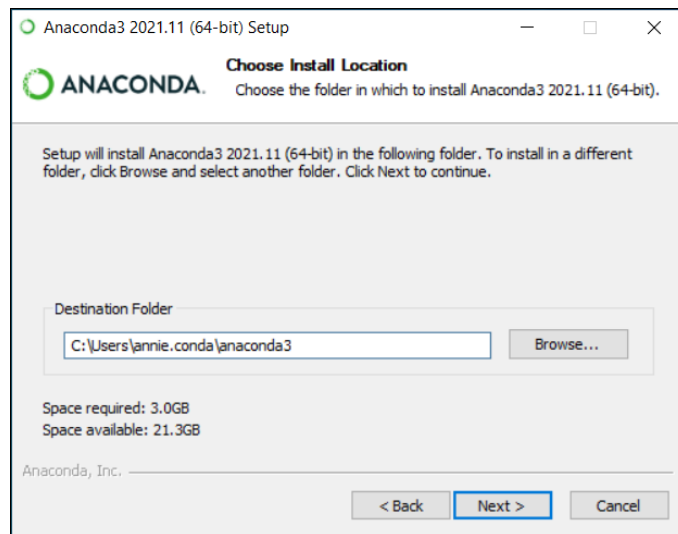 Anaconda3 2021.11 (64-bit) Setup
ANACONDA.
Choose Install Location
Choose the folder in which to install Anaconda3 2021.11 (64-bit).
Setup will install Anaconda3 2021.11 (64-bit) in the following folder. To install in a different
folder, click Browse and select another folder. Click Next to continue.
Destination Folder
C:\Users\annie.conda\anaconda3
Browse...
Space required: 3.0GB
Space available: 21.3GB
Anaconda, Inc.
< Back
Next >
Cancel